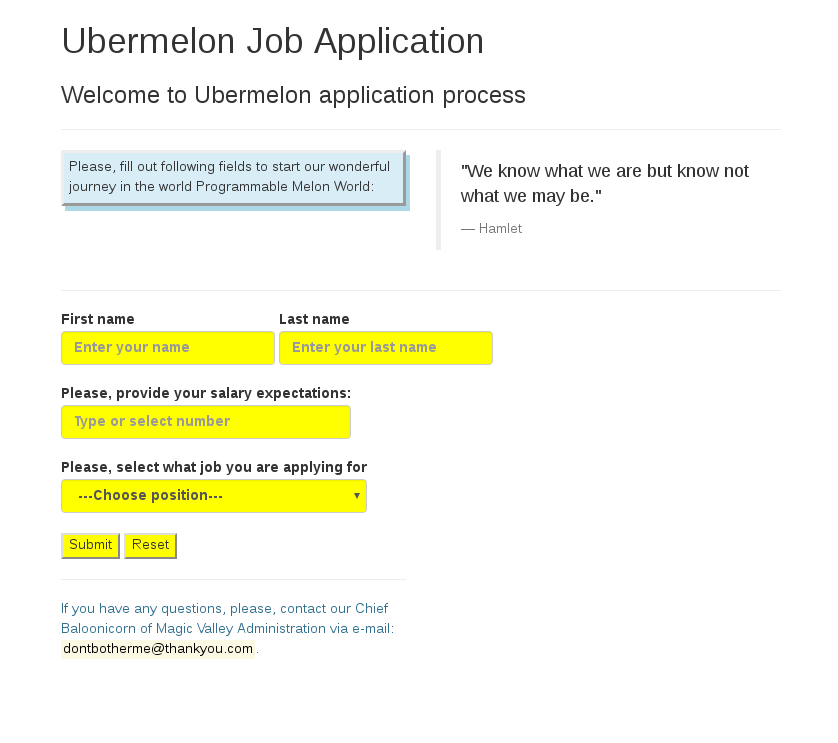 Ubermelon Job Application
Welcome to Ubermelon application process
Please, fill out following fields to start our wonderful
journey in the world Programmable Melon World:
"We know what we are but know not
what we may be."
— Hamlet
First name Last name
Enter your name Enter your last name
Please, provide your salary expectations:
Type or select number
Please, select what job you are applying for
---Choose position---
Submit Reset
If you have any questions, please, contact our Chief
Baloonicorn of Magic Valley Administration via e-mail:
dontbotherme@thankyou.com.